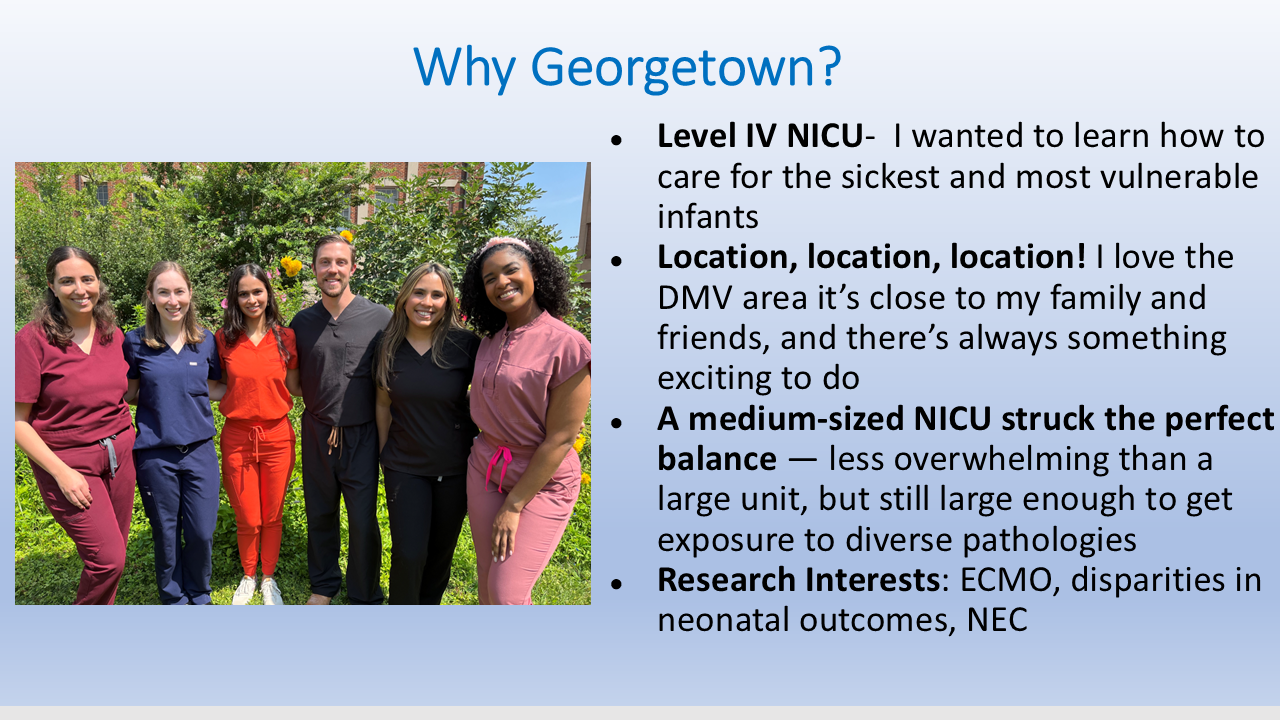 Why Georgetown?
● Level IV NICU-  I wanted to learn how to
care for the sickest and most vulnerable
infants
● Location, location, location! I love the
DMV area it’s close to my family and
friends, and there’s always something
exciting to do
● A medium-sized NICU struck the perfect
balance — less overwhelming than a
large unit, but still large enough to get
exposure to diverse pathologies
● Research Interests: ECMO, disparities in
neonatal outcomes, NEC